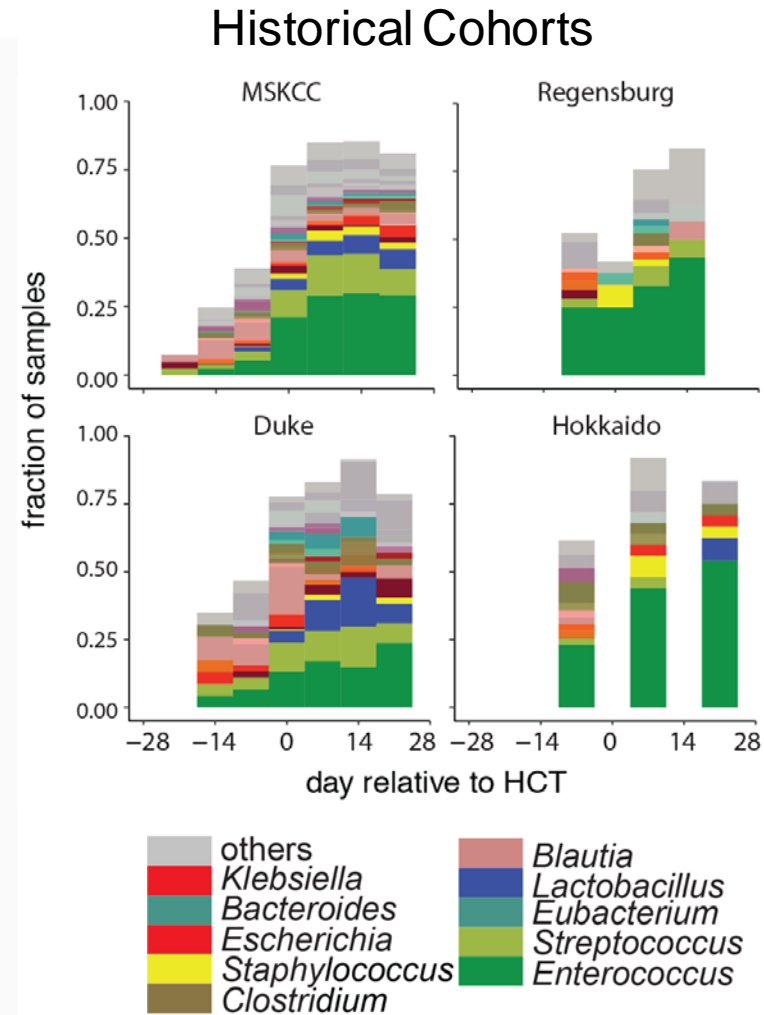 Historical Cohorts
MSKCC
Regensburg
1.00
0.75
0.50
0.25
0.00
Duke
Hokkaido
1.00
0.75
0.50
0.25
0.00
fraction of samples
−28 −14 0 14 28 −28 −14 0 14 28
day relative to HCT
others
Klebsiella
Bacteroides
Escherichia
Staphylococcus
Clostridium
Blautia
Lactobacillus
Eubacterium
Streptococcus
Enterococcus